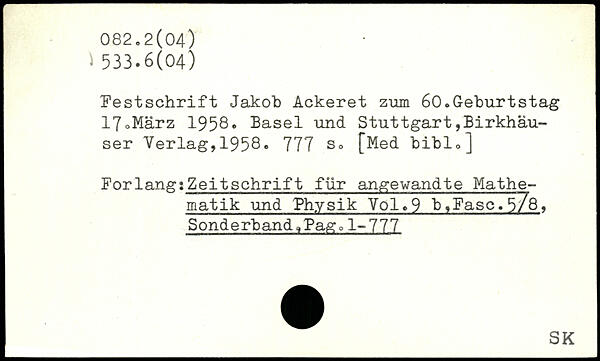 082.2(04)
533.6(04)
Festschrift Jakob Ackeret zum 60.Geburtstag
17.März 1958. Basel und Stuttgart,Birkhäu-
ser Verlag,1958. 777 s. [Med bibl.]
Forlang:Zeitschrift für angewandte Mathe-
matik und Physik Vol.9 b,Fasc.5/8,
Sonderband,Pag.1-777
SK